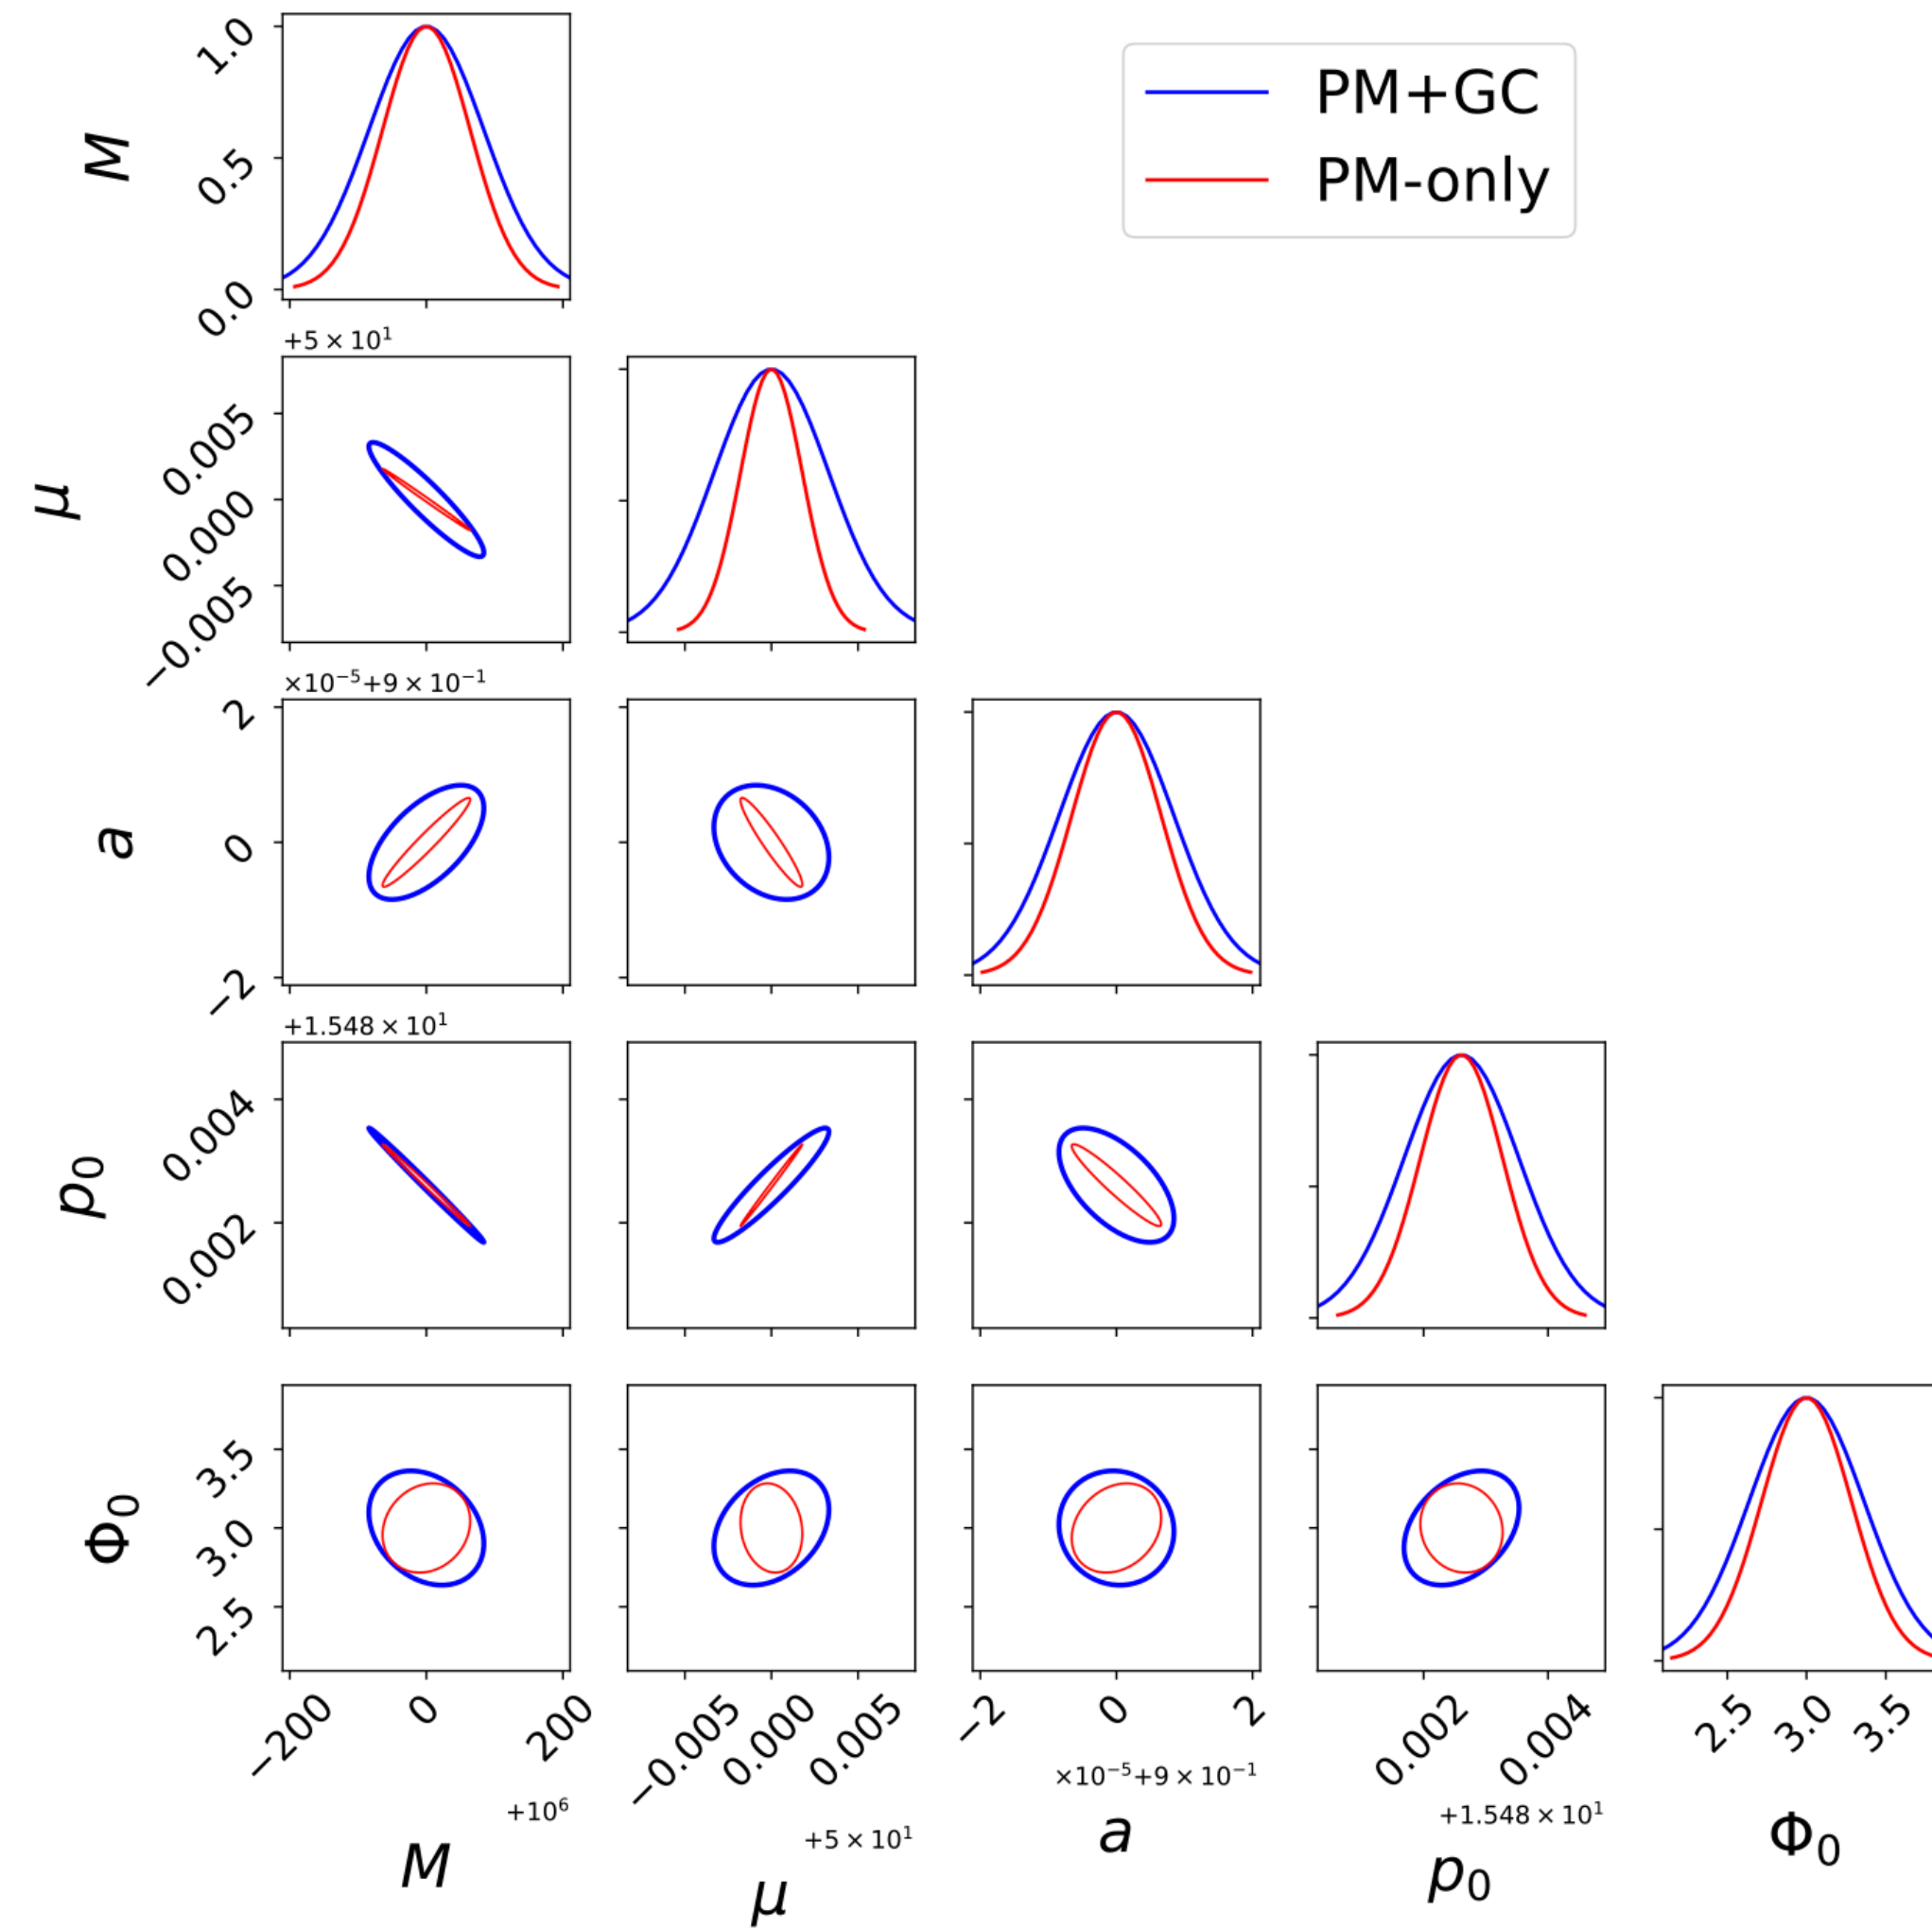 PM+GC
PM-only
M
1.0
0.5
0.0
+5 × 10¹
μ
0.005
0.000
−0.005
×10⁻⁵+9 × 10⁻¹
a
2
0
−2
+1.548 × 10¹
p₀
0.004
0.002
Φ₀
3.5
3.0
2.5
−200 0 200
−0.005 0.000 0.005
−2 0 2
0.002 0.004
2.5 3.0 3.5
+10⁶
+5 × 10¹
×10⁻⁵+9 × 10⁻¹
+1.548 × 10¹
M
μ
a
p₀
Φ₀